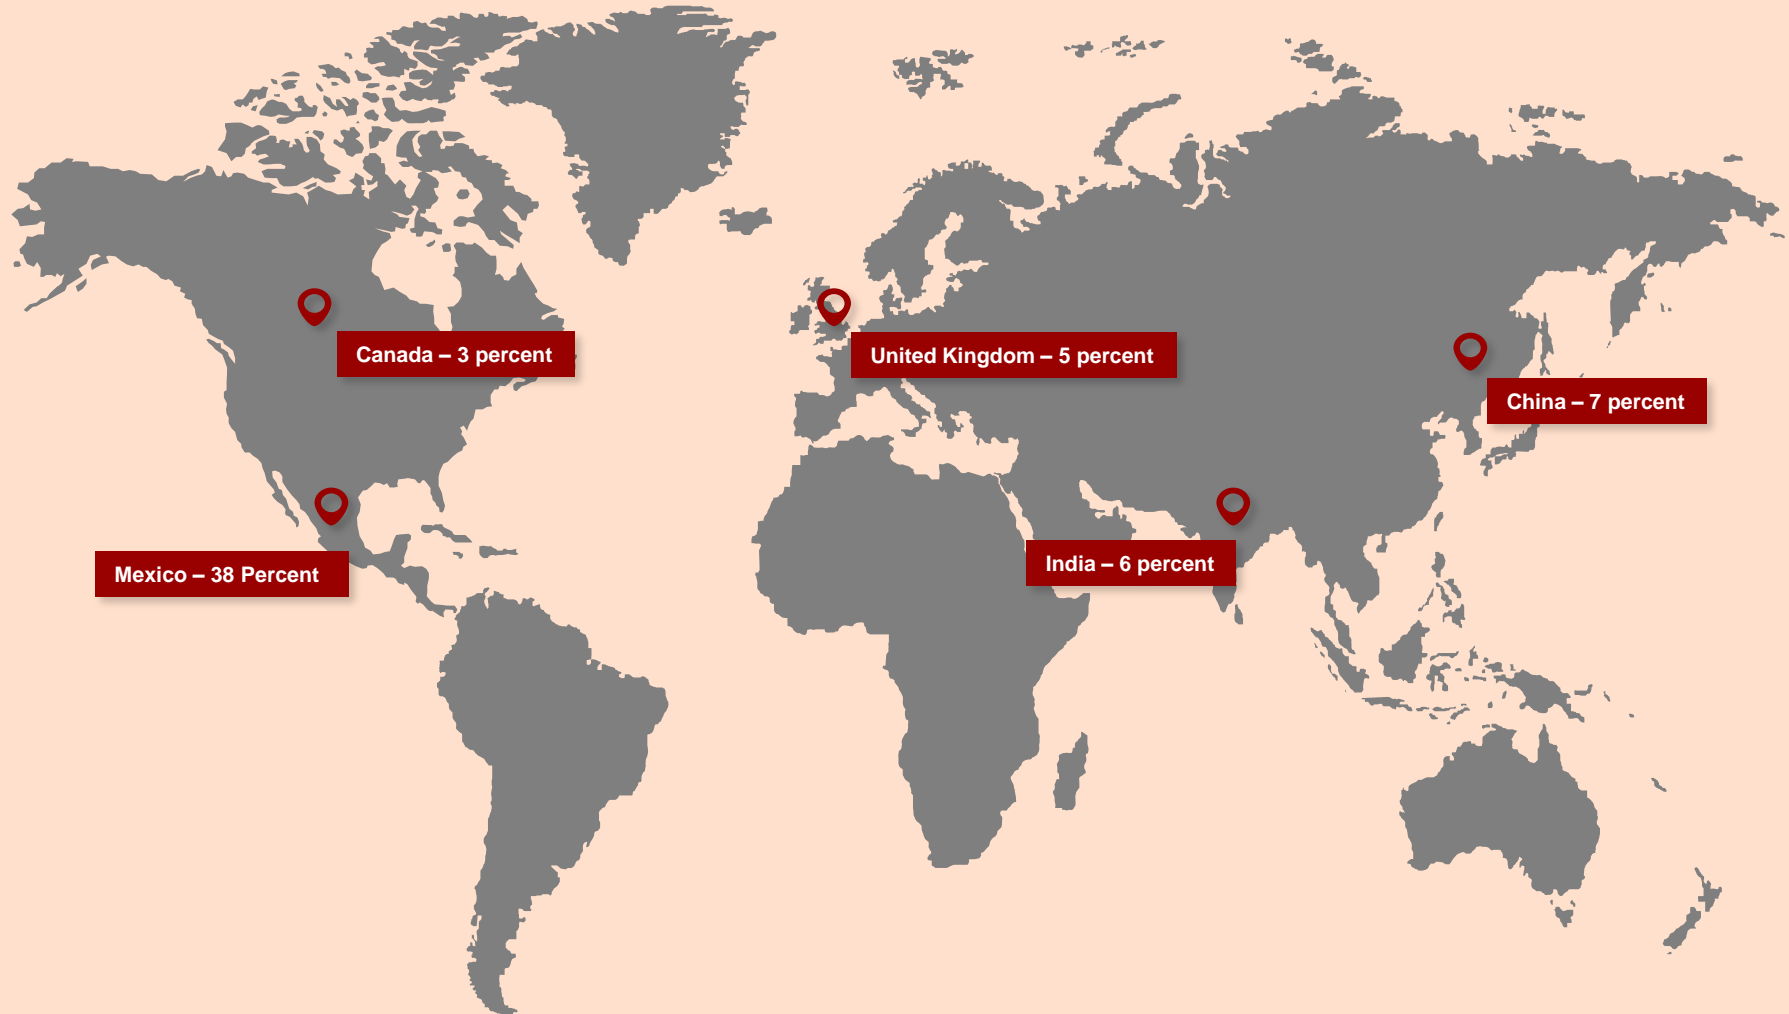 Canada – 3 percent
United Kingdom – 5 percent
China – 7 percent
India – 6 percent
Mexico – 38 Percent